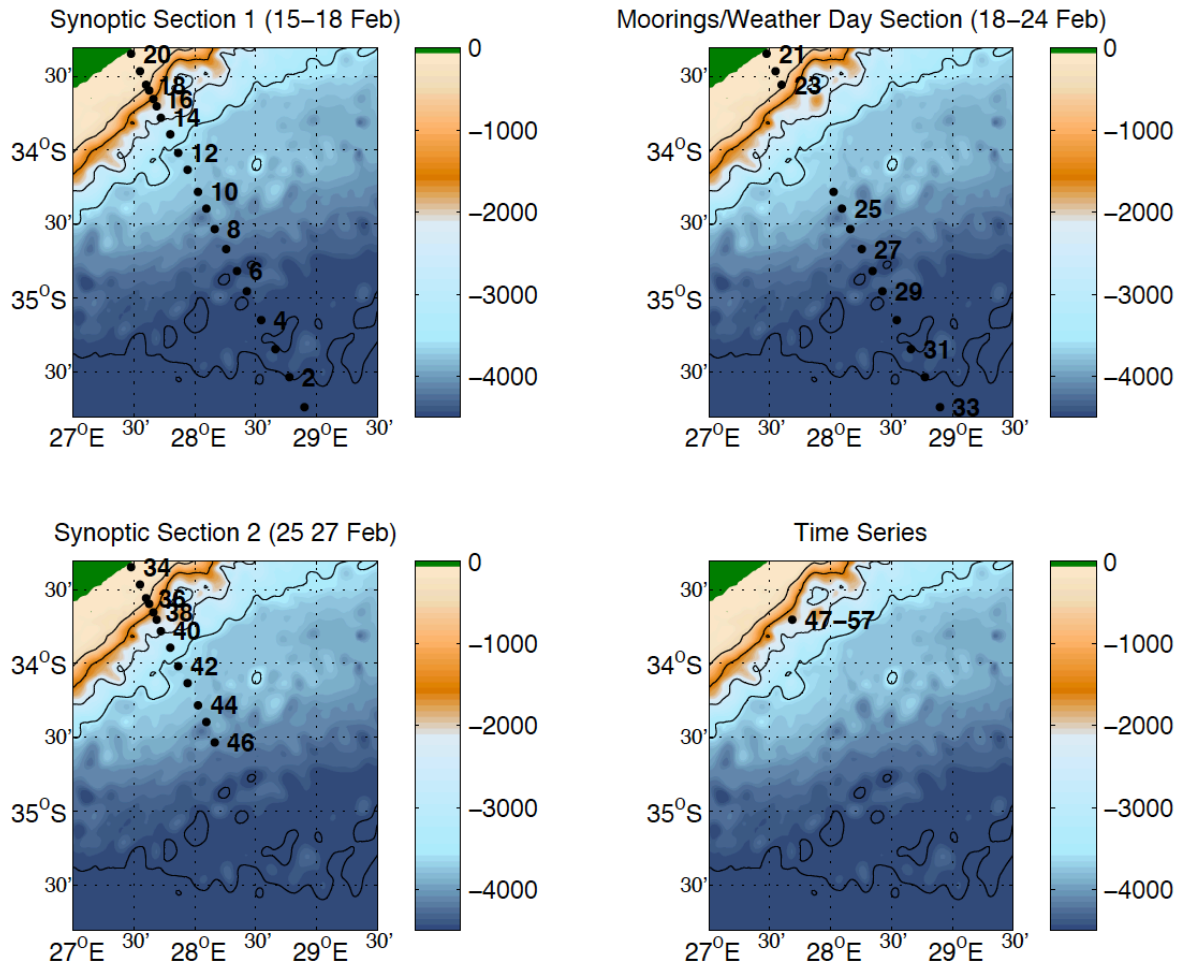 Synoptic Section 1 (15–18 Feb)
20
18
16
14
12
10
8
6
4
2
30'
34°S
30'
35°S
30'
27°E
30'
28°E
30'
29°E
30'
0
−1000
−2000
−3000
−4000
Moorings/Weather Day Section (18–24 Feb)
21
23
25
27
29
31
33
30'
34°S
30'
35°S
30'
27°E
30'
28°E
30'
29°E
30'
0
−1000
−2000
−3000
−4000
Synoptic Section 2 (25 27 Feb)
34
36
38
40
42
44
46
30'
34°S
30'
35°S
30'
27°E
30'
28°E
30'
29°E
30'
0
−1000
−2000
−3000
−4000
Time Series
47–57
30'
34°S
30'
35°S
30'
27°E
30'
28°E
30'
29°E
30'
0
−1000
−2000
−3000
−4000